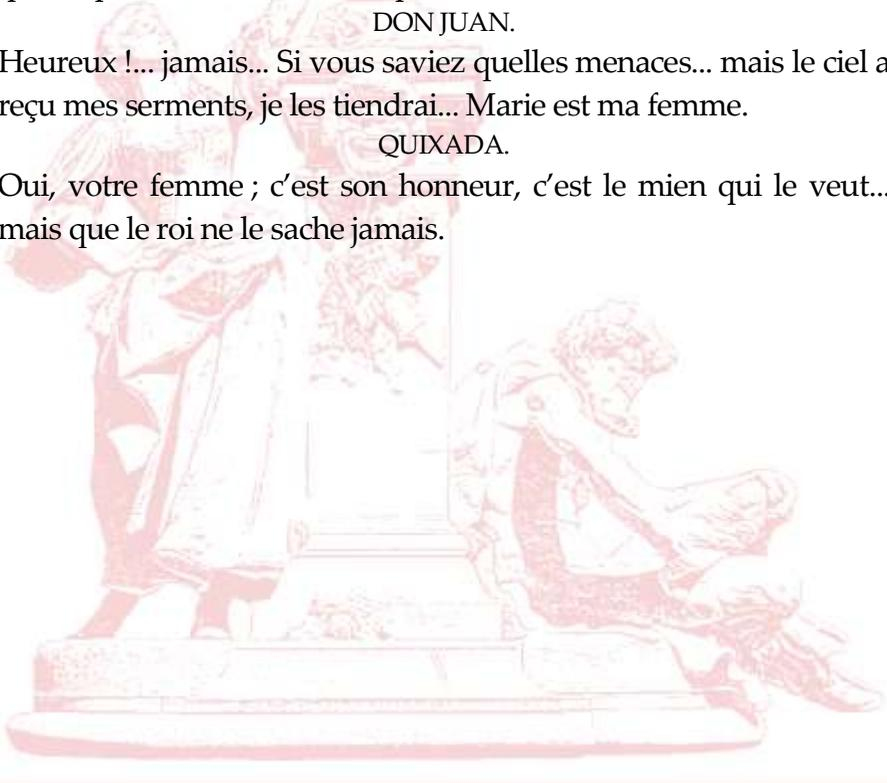 DON JUAN.
Heureux !... jamais... Si vous saviez quelles menaces... mais le ciel a
reçu mes serments, je les tiendrai... Marie est ma femme.
QUIXADA.
Oui, votre femme ; c’est son honneur, c’est le mien qui le veut...
mais que le roi ne le sache jamais.